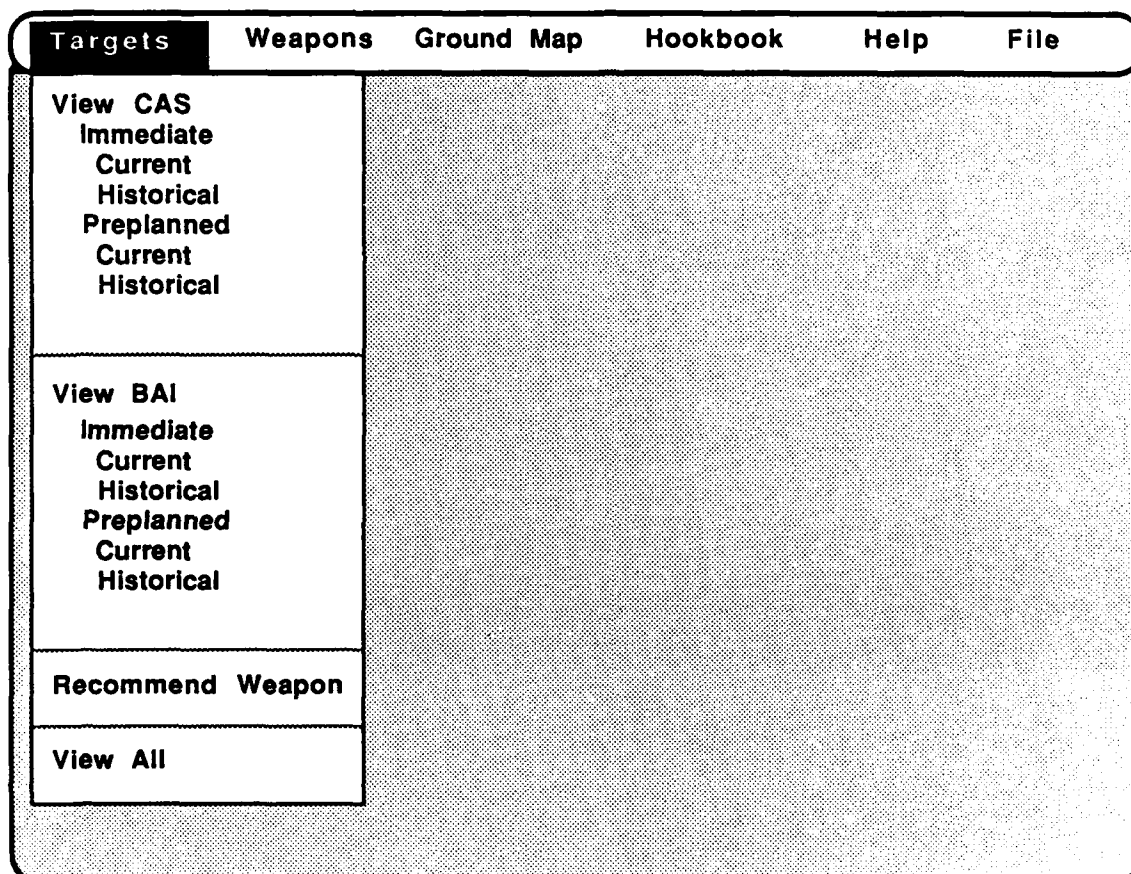 Targets Weapons Ground Map Hookbook Help File
View CAS
Immediate
Current
Historical
Preplanned
Current
Historical
View BAI
Immediate
Current
Historical
Preplanned
Current
Historical
Recommend Weapon
View All